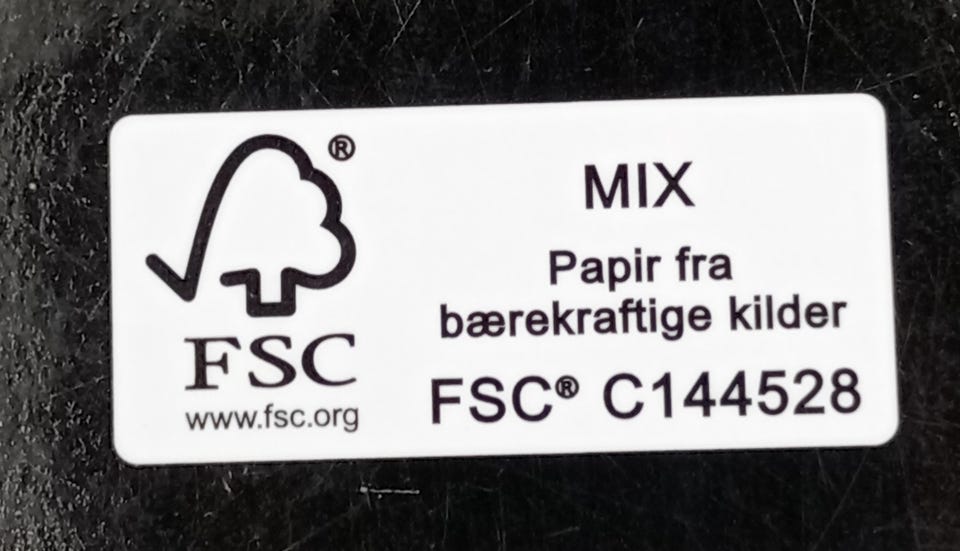 ®
FSC
www.fsc.org
MIX
Papir fra
bærekraftige kilder
FSC® C144528